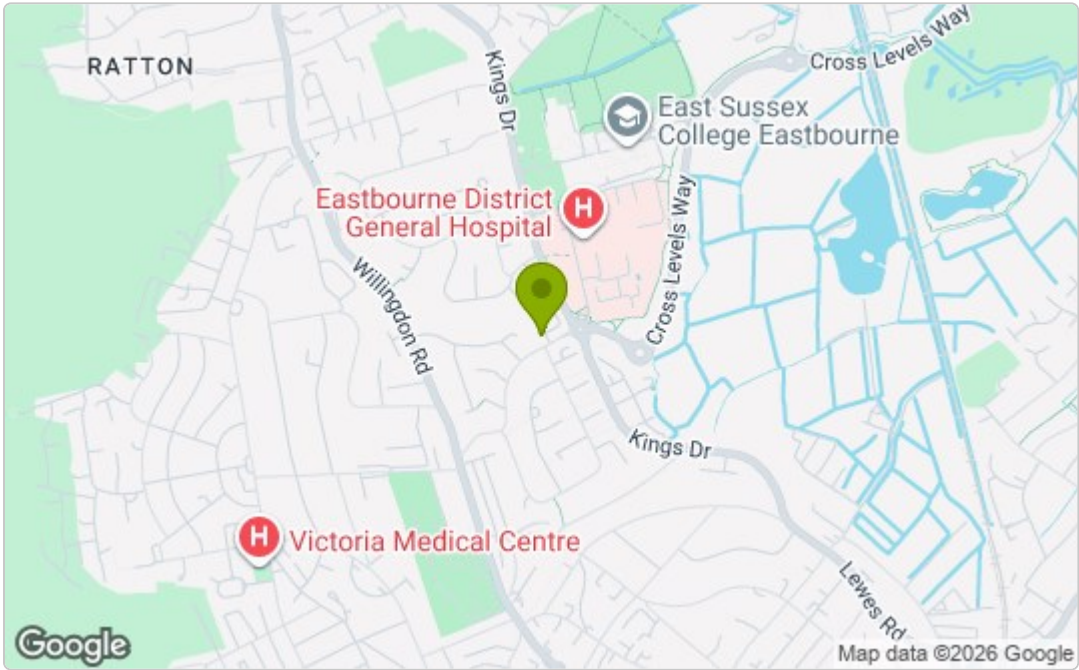 RATTON
Kings Dr
Cross Levels Way
East Sussex
College Eastbourne
Eastbourne District
General Hospital
H
Cross Levels Way
Willingdon Rd
Kings Dr
H
Victoria Medical Centre
Lewes Rd
Google
Map data ©2026 Google